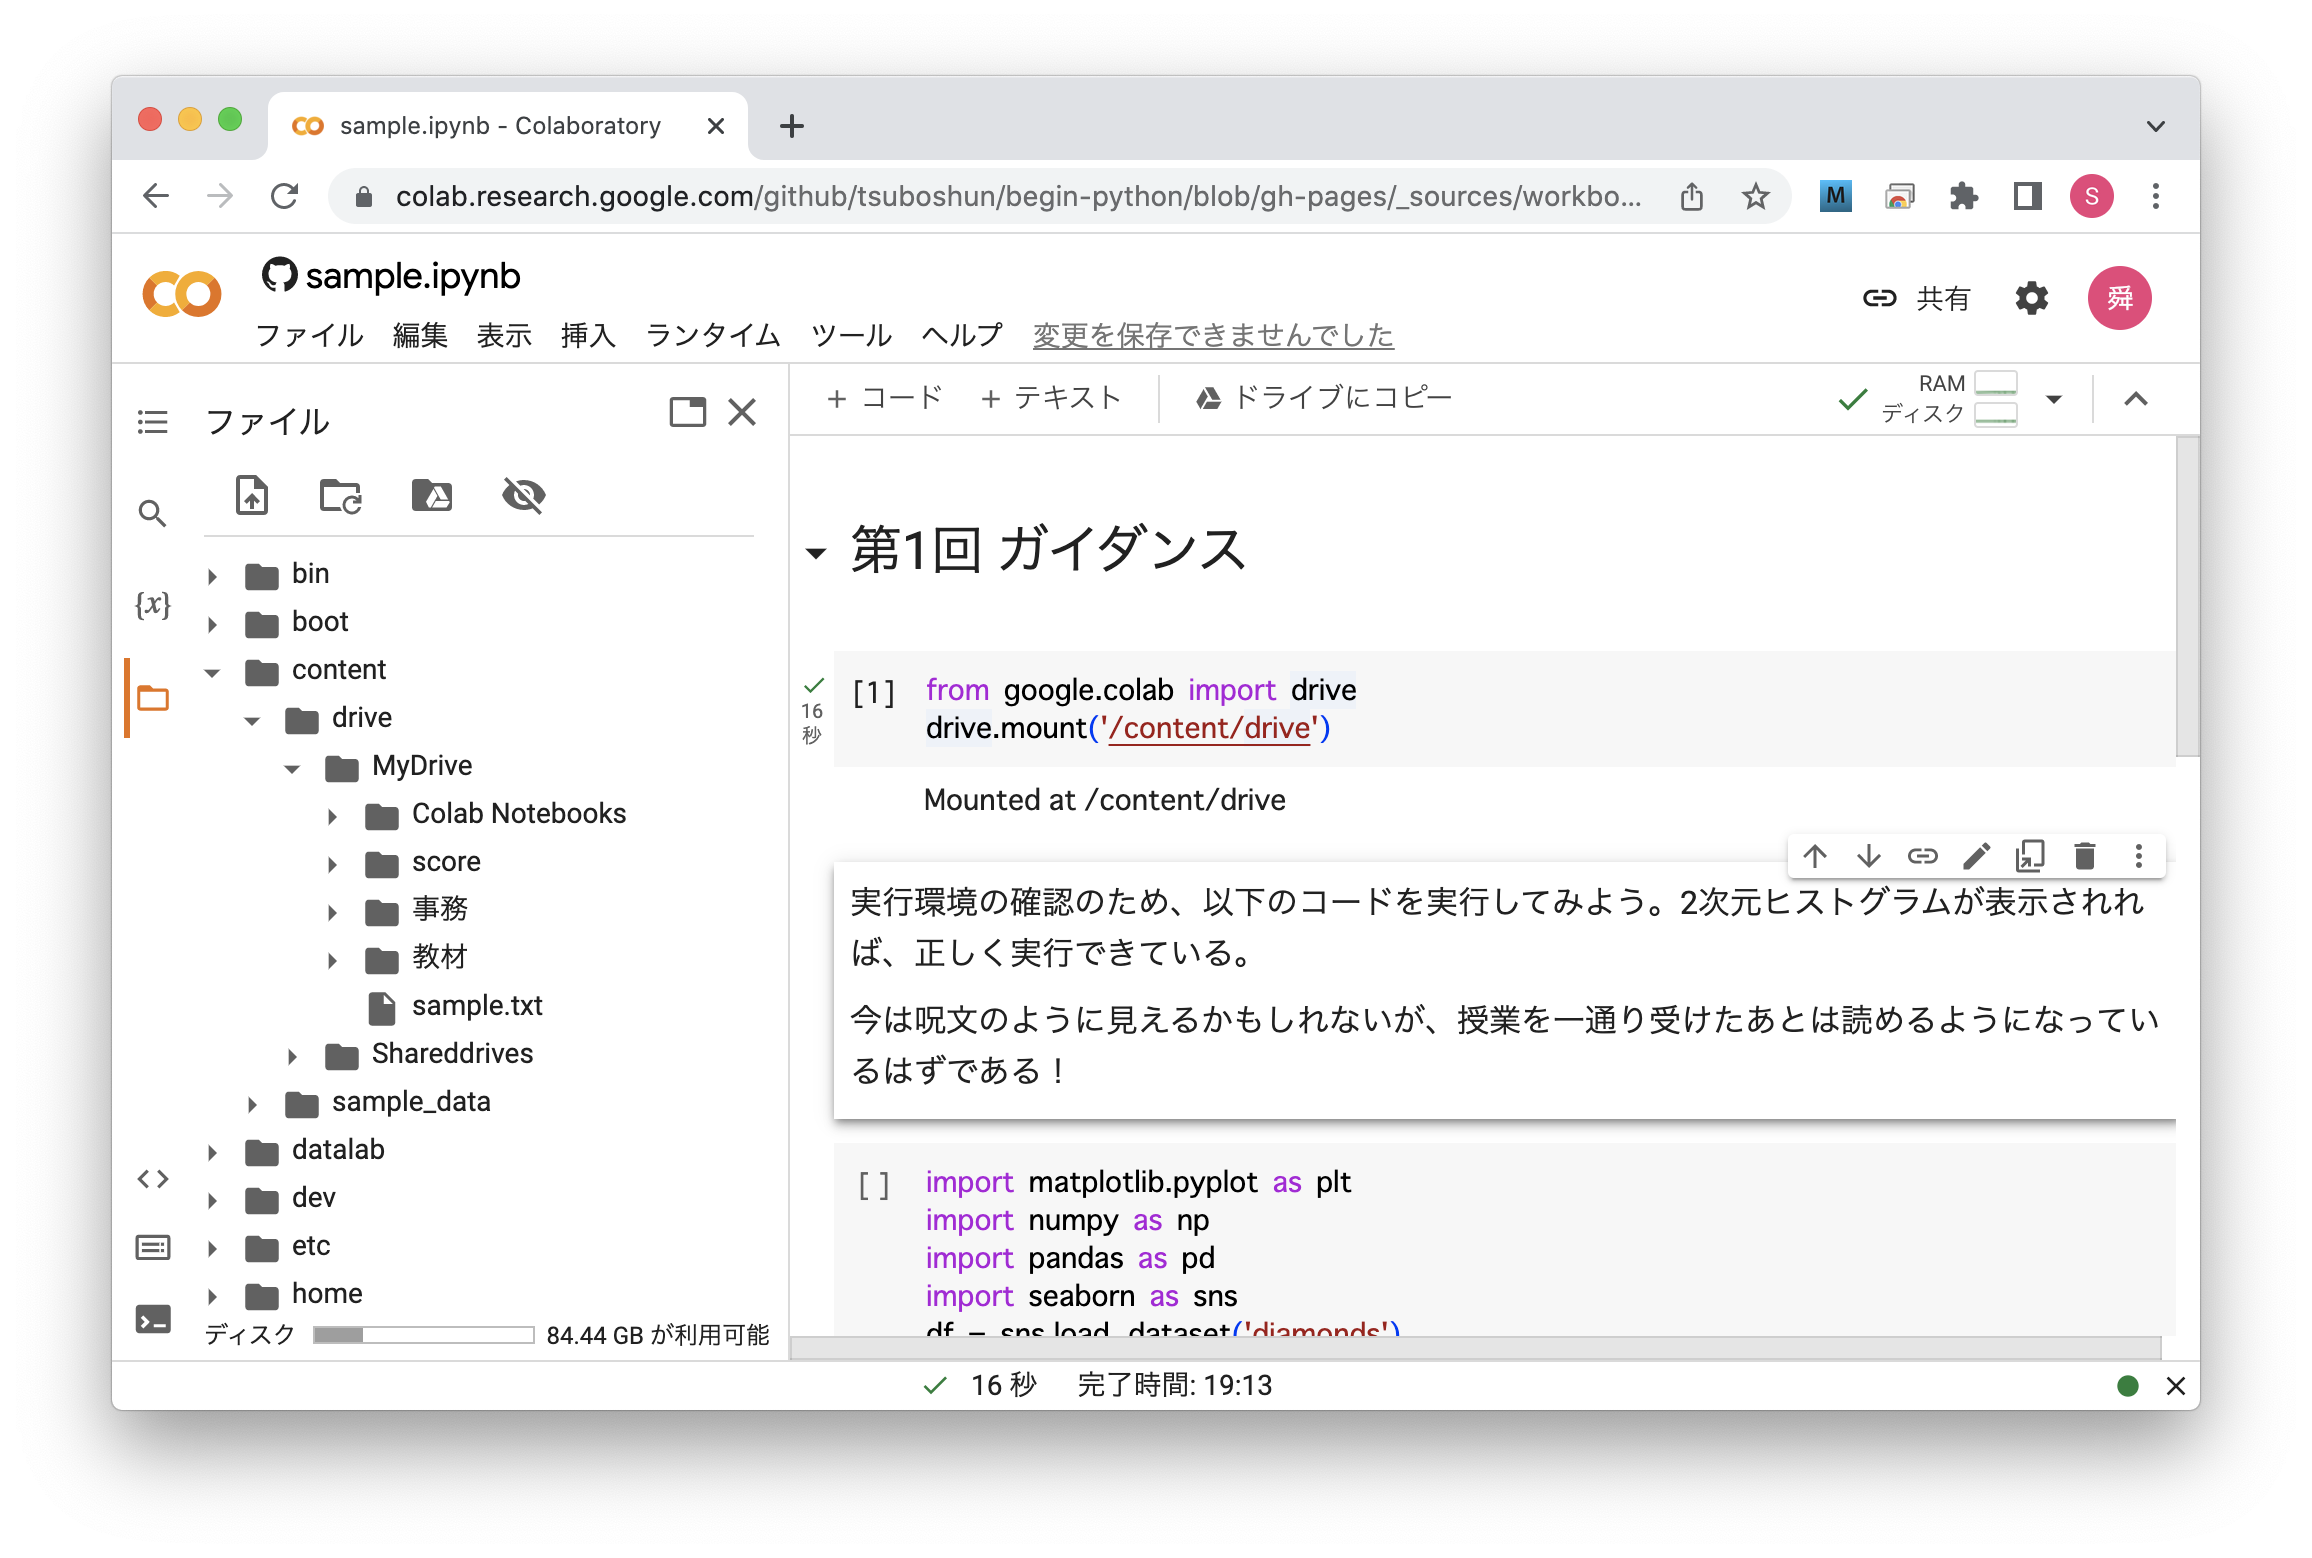 sample.ipynb - Colaboratory
colab.research.google.com/github/tsuboshun/begin-python/blob/gh-pages/_sources/workbo...
M
S
sample.ipynb
共有
舜
ファイル 編集 表示 挿入 ランタイム ツール ヘルプ 変更を保存できませんでした
ファイル
+ コード + テキスト ドライブにコピー
RAM
ディスク
{x}
bin
boot
content
drive
MyDrive
Colab Notebooks
score
事務
教材
sample.txt
Shareddrives
sample_data
datalab
dev
etc
home
ディスク 84.44 GB が利用可能
第1回 ガイダンス
16
秒
[1] from google.colab import drive
drive.mount('/content/drive')
Mounted at /content/drive
実行環境の確認のため、以下のコードを実行してみよう。2次元ヒストグラムが表示されれ
ば、正しく実行できている。
今は呪文のように見えるかもしれないが、授業を一通り受けたあとは読めるようになってい
るはずである！
[ ] import matplotlib.pyplot as plt
import numpy as np
import pandas as pd
import seaborn as sns
df = sns.load_dataset('diamonds')
16 秒 完了時間: 19:13